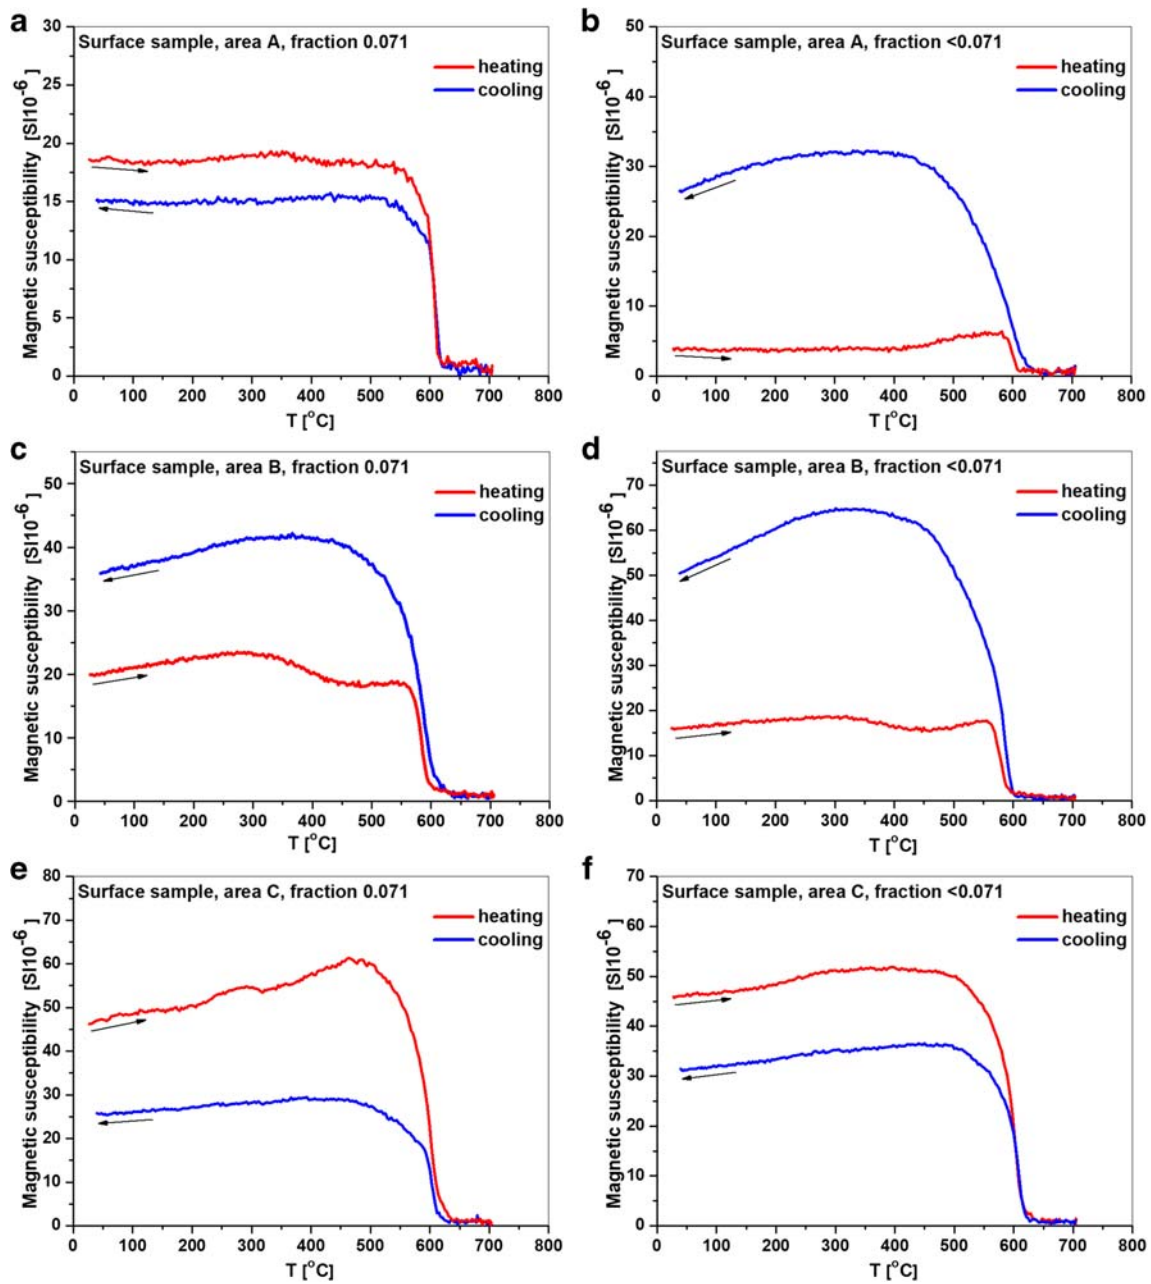 a
Surface sample, area A, fraction 0.071
heating
cooling
Magnetic susceptibility [SI10-6 ]
30
25
20
15
10
5
0
0 100 200 300 400 500 600 700 800
T [oC]
b
Surface sample, area A, fraction <0.071
heating
cooling
Magnetic susceptibility [SI10-6 ]
50
40
30
20
10
0
0 100 200 300 400 500 600 700 800
T [oC]
c
Surface sample, area B, fraction 0.071
heating
cooling
Magnetic susceptibility [SI10-6 ]
50
40
30
20
10
0
0 100 200 300 400 500 600 700 800
T [oC]
d
Surface sample, area B, fraction <0.071
heating
cooling
Magnetic susceptibility [SI10-6 ]
70
60
50
40
30
20
10
0
0 100 200 300 400 500 600 700 800
T [oC]
e
Surface sample, area C, fraction 0.071
heating
cooling
Magnetic susceptibility [SI10-6 ]
80
70
60
50
40
30
20
10
0
0 100 200 300 400 500 600 700 800
T [oC]
f
Surface sample, area C, fraction <0.071
heating
cooling
Magnetic susceptibility [SI10-6 ]
70
60
50
40
30
20
10
0
0 100 200 300 400 500 600 700 800
T [oC]